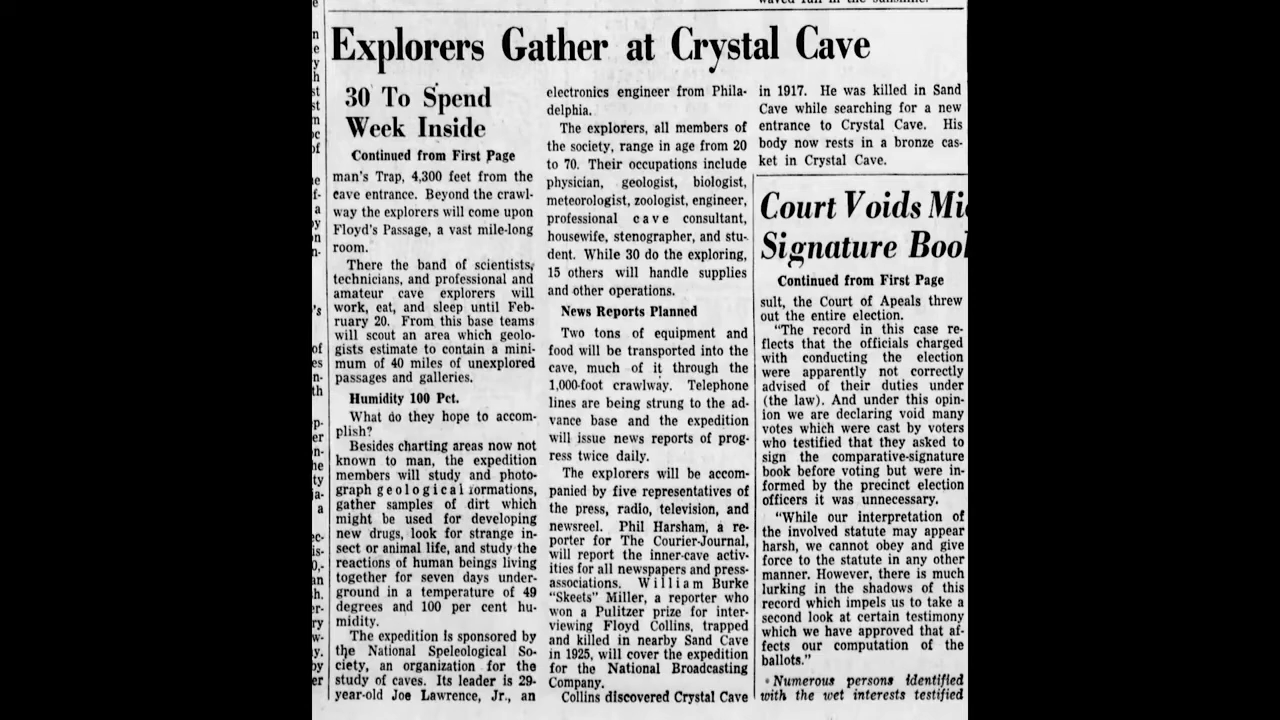 Explorers Gather at Crystal Cave
30 To Spend
Week Inside
Continued from First Page
man's Trap, 4,300 feet from the
cave entrance. Beyond the crawl-
way the explorers will come upon
Floyd's Passage, a vast mile-long
room.
There the band of scientists,
technicians, and professional and
amateur cave explorers will
work, eat, and sleep until Feb-
ruary 20. From this base teams
will scout an area which geolo-
gists estimate to contain a mini-
mum of 40 miles of unexplored
passages and galleries.
Humidity 100 Pct.
What do they hope to accom-
plish?
Besides charting areas now not
known to man, the expedition
members will study and photo-
graph geological formations,
gather samples of dirt which
might be used for developing
new drugs, look for strange in-
sect or animal life, and study the
reactions of human beings living
together for seven days under-
ground in a temperature of 49
degrees and 100 per cent hu-
midity.
The expedition is sponsored by
the National Speleological So-
ciety, an organization for the
study of caves. Its leader is 29-
year-old Joe Lawrence, Jr., an
electronics engineer from Phila-
delphia.
The explorers, all members of
the society, range in age from 20
to 70. Their occupations include
physician, geologist, biologist,
meteorologist, zoologist, engineer,
professional cave consultant,
housewife, stenographer, and stu-
dent. While 30 do the exploring,
15 others will handle supplies
and other operations.
News Reports Planned
Two tons of equipment and
food will be transported into the
cave, much of it through the
1,000-foot crawlway. Telephone
lines are being strung to the ad-
vance base and the expedition
will issue news reports of prog-
ress twice daily.
The explorers will be accom-
panied by five representatives of
the press, radio, television, and
newsreel. Phil Harsham, a re-
porter for The Courier-Journal,
will report the inner-cave activ-
ities for all newspapers and press-
associations. William Burke
"Skeets" Miller, a reporter who
won a Pulitzer prize for inter-
viewing Floyd Collins, trapped
and killed in nearby Sand Cave
in 1925, will cover the expedition
for the National Broadcasting
Company.
Collins discovered Crystal Cave
in 1917. He was killed in Sand
Cave while searching for a new
entrance to Crystal Cave. His
body now rests in a bronze cas-
ket in Crystal Cave.
Court Voids Mi
Signature Boo
Continued from First Page
sult, the Court of Apeals threw
out the entire election.
"The record in this case re-
flects that the officials charged
with conducting the election
were apparently not correctly
advised of their duties under
(the law). And under this opin-
ion we are declaring void many
votes which were cast by voters
who testified that they asked to
sign the comparative-signature
book before voting but were in-
formed by the precinct election
officers it was unnecessary.
"While our interpretation of
the involved statute may appear
harsh, we cannot obey and give
force to the statute in any other
manner. However, there is much
lurking in the shadows of this
record which impels us to take a
second look at certain testimony
which we have approved that af-
fects our computation of the
ballots."
Numerous persons identified
with the wet interests testified